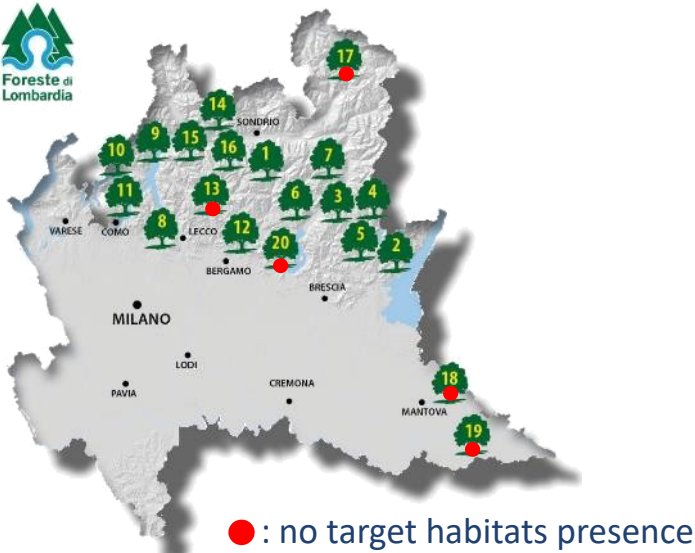 Foreste di
Lombardia
17
14
SONDRIO
9
15
10
16
1
7
11
13
6
3
4
VARESE
COMO
8
LECCO
12
20
5
2
BERGAMO
BRESCIA
MILANO
LODI
PAVIA
CREMONA
18
MANTOVA
19
: no target habitats presence